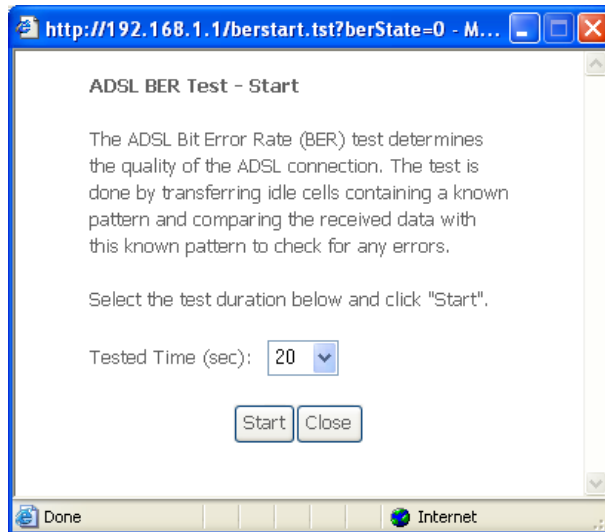 http://192.168.1.1/berstart.tst?berState=0 - M...
ADSL BER Test - Start
The ADSL Bit Error Rate (BER) test determines
the quality of the ADSL connection. The test is
done by transferring idle cells containing a known
pattern and comparing the received data with
this known pattern to check for any errors.
Select the test duration below and click "Start".
Tested Time (sec): 20
Start Close
Done Internet